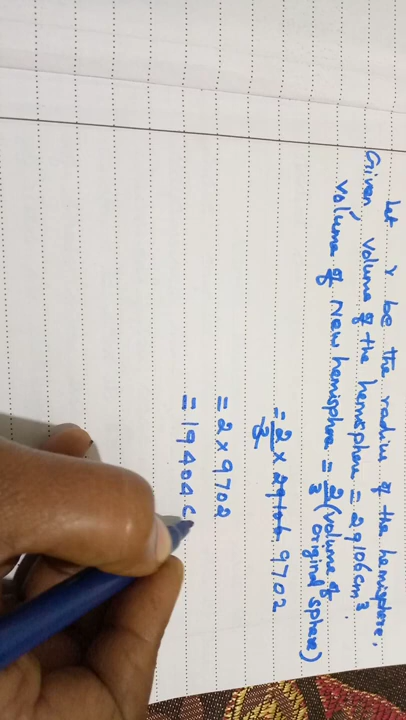 let r be the radius of the hemisphere,
Given volume of the hemisphere = 29106 cm³.
volume of New hemisphere = 2/3 (volume of original sphere)
= 2/3 × 29106 9702
= 2 × 9702
= 19404 c